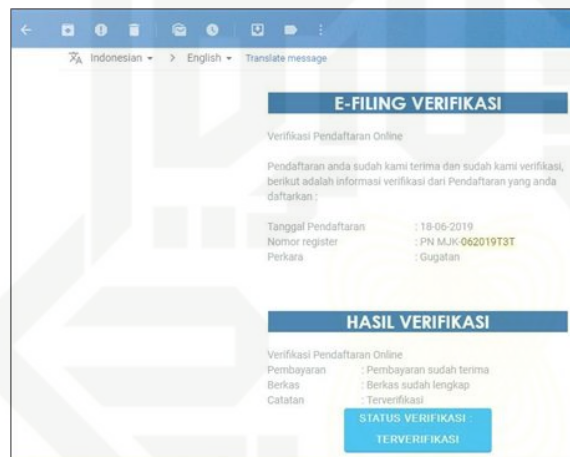 Indonesian > English Translate message
E-FILING VERIFIKASI
Verifikasi Pendaftaran Online
Pendaftaran anda sudah kami terima dan sudah kami verifikasi,
berikut adalah informasi verifikasi dari Pendaftaran yang anda
daftarkan :
Tanggal Pendaftaran : 18-06-2019
Nomor register : PN MJK-062019T3T
Perkara : Gugatan
HASIL VERIFIKASI
Verifikasi Pendaftaran Online
Pembayaran : Pembayaran sudah terima
Berkas : Berkas sudah lengkap
Catatan : Terverifikasi
STATUS VERIFIKASI :
TERVERIFIKASI